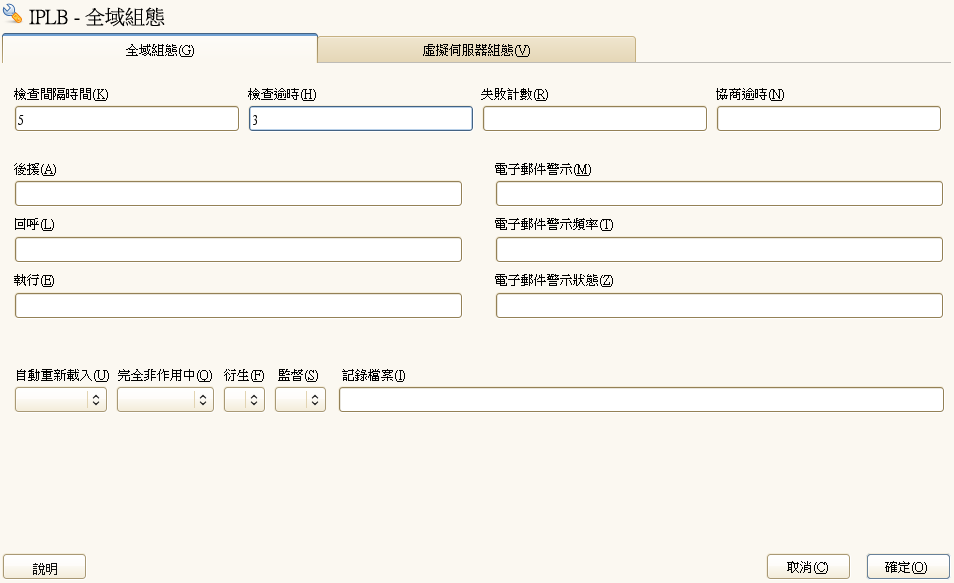 IPLB - 全域組態
全域組態(G) 虛擬伺服器組態(V)
檢查間隔時間(K) 檢查逾時(H) 失敗計數(R) 協商逾時(N)
5 3
後援(A) 電子郵件警示(M)
回呼(L) 電子郵件警示頻率(T)
執行(E) 電子郵件警示狀態(Z)
自動重新載入(U) 完全非作用中(Q) 衍生(F) 監督(S) 記錄檔案(I)
說明 取消(C) 確定(O)